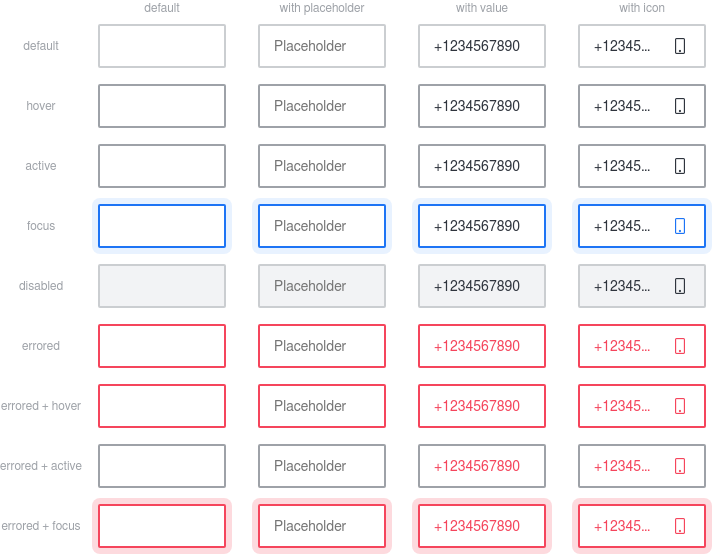 default with placeholder with value with icon
default Placeholder +1234567890 +12345...
hover Placeholder +1234567890 +12345...
active Placeholder +1234567890 +12345...
focus Placeholder +1234567890 +12345...
disabled Placeholder +1234567890 +12345...
errored Placeholder +1234567890 +12345...
errored + hover Placeholder +1234567890 +12345...
errored + active Placeholder +1234567890 +12345...
errored + focus Placeholder +1234567890 +12345...